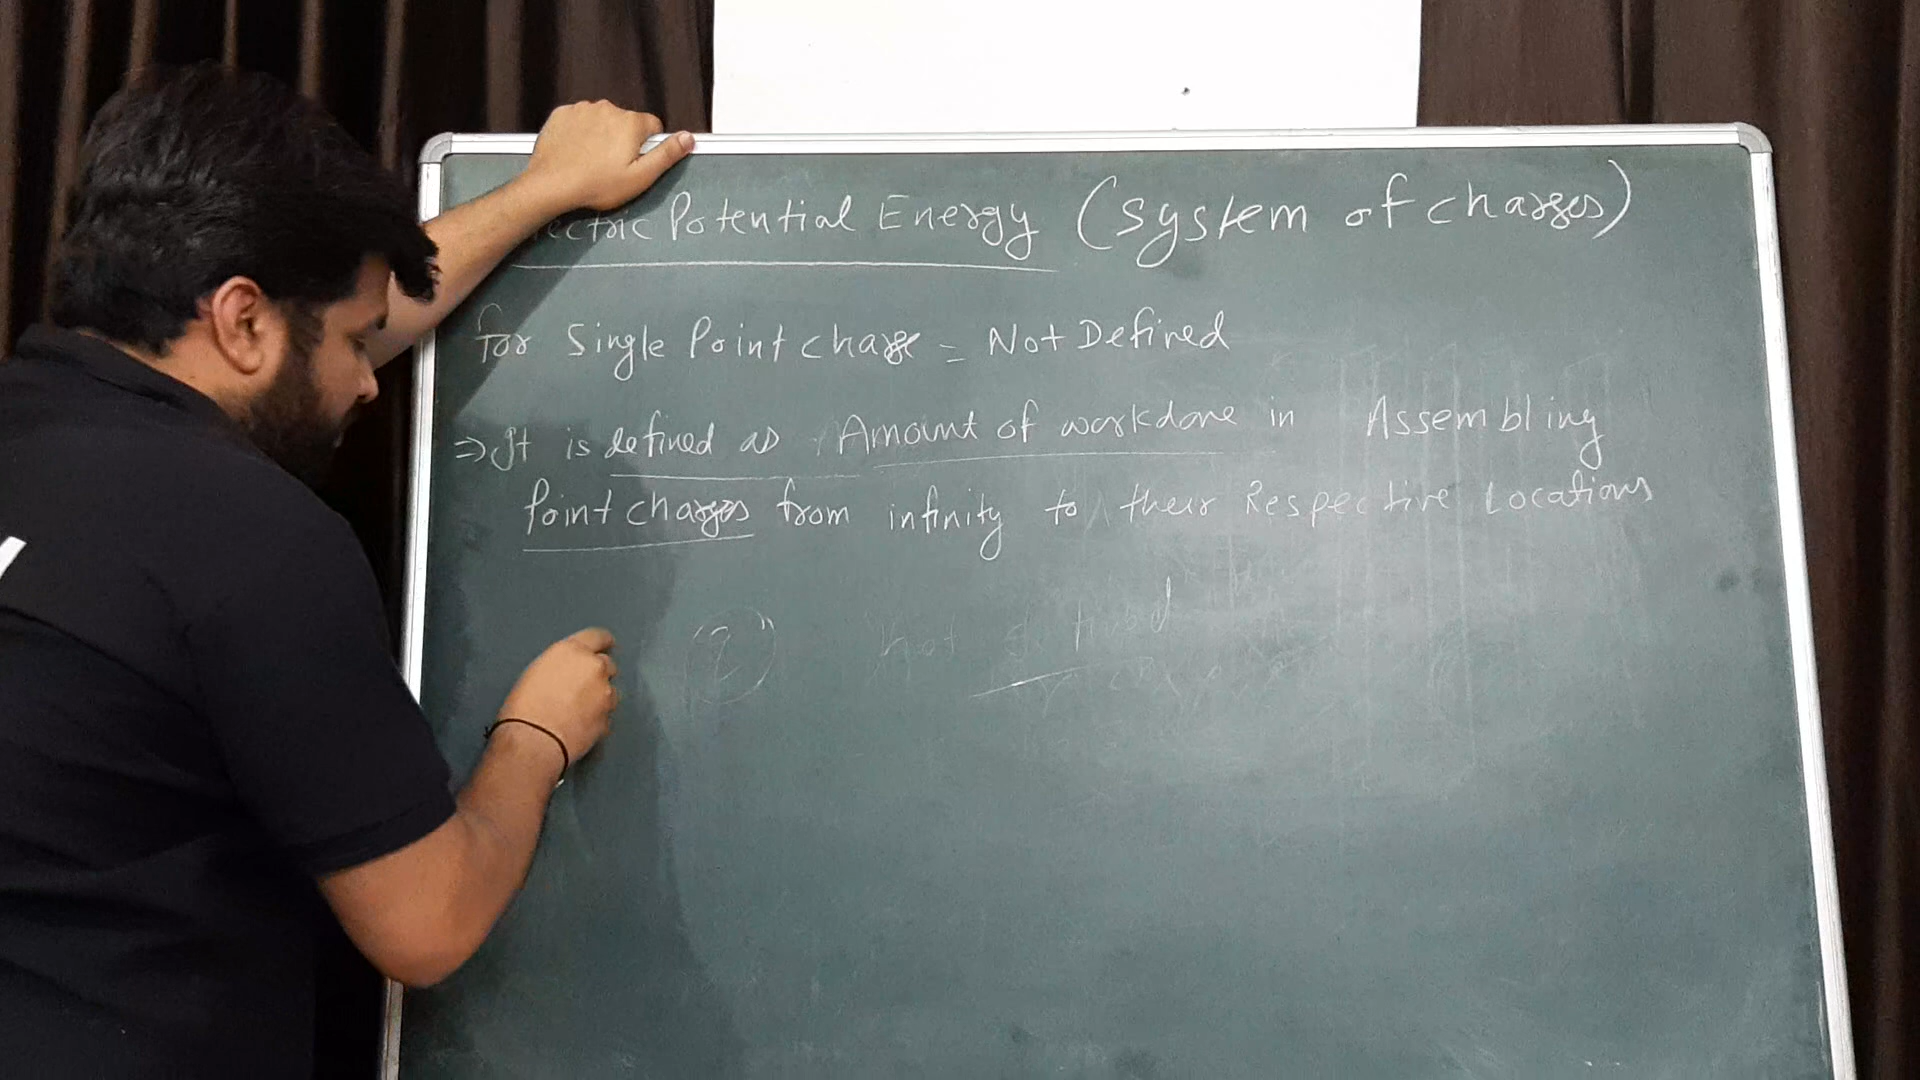 ectric Potential Energy (System of charges)
for Single Point charge = Not Defined
⇒ It is defined as Amount of workdone in Assembling
Point charges from infinity to their Respective Locations